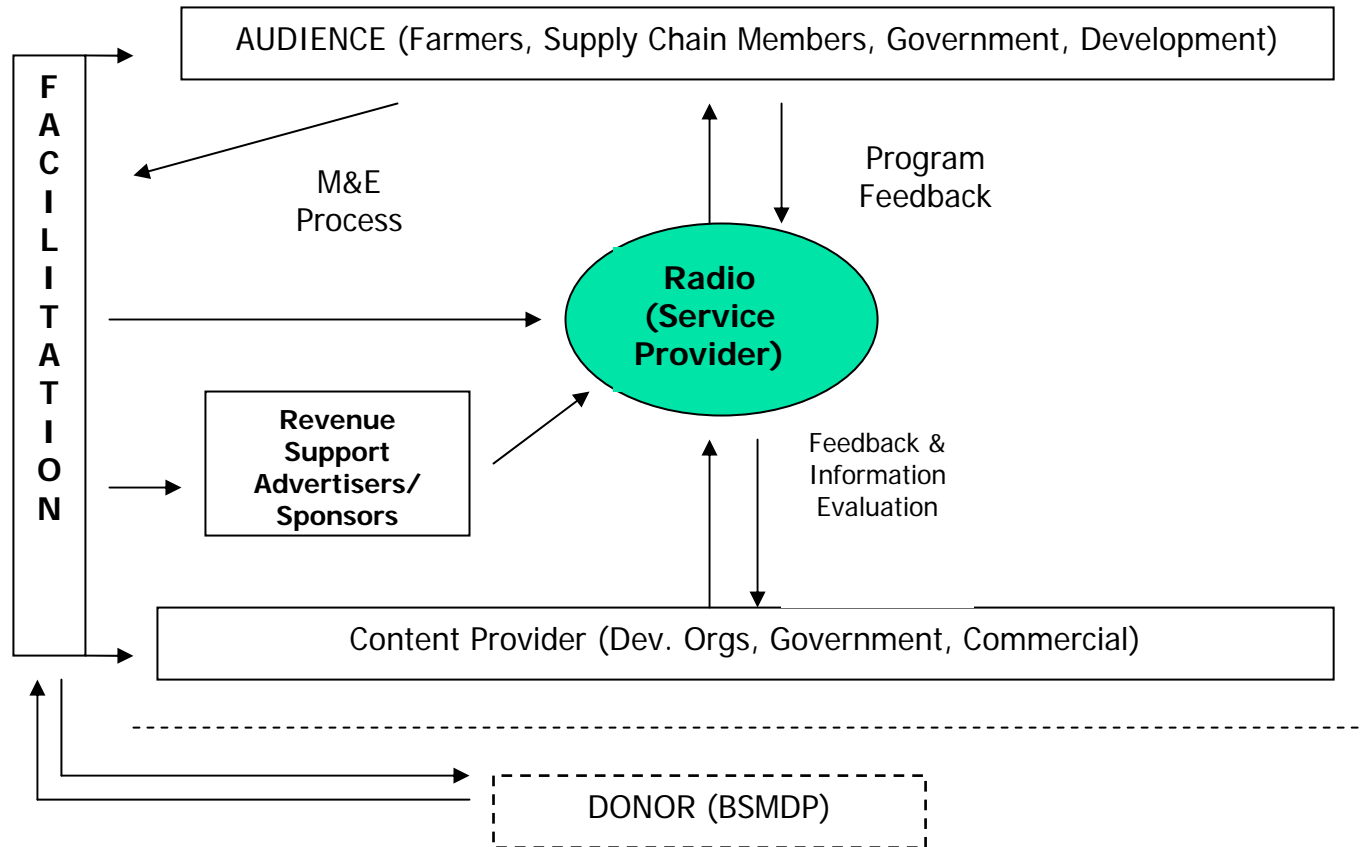 AUDIENCE (Farmers, Supply Chain Members, Government, Development)
F
A
C
I
L
I
T
A
T
I
O
N
M&E
Process
Program
Feedback
Radio
(Service
Provider)
Revenue
Support
Advertisers/
Sponsors
Feedback &
Information
Evaluation
Content Provider (Dev. Orgs, Government, Commercial)
DONOR (BSMDP)